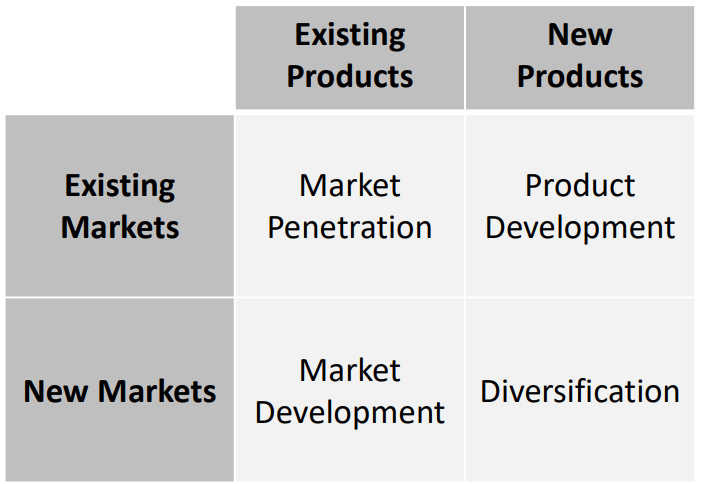 Existing
Products
New
Products
Existing
Markets
Market
Penetration
Product
Development
New Markets
Market
Development
Diversification